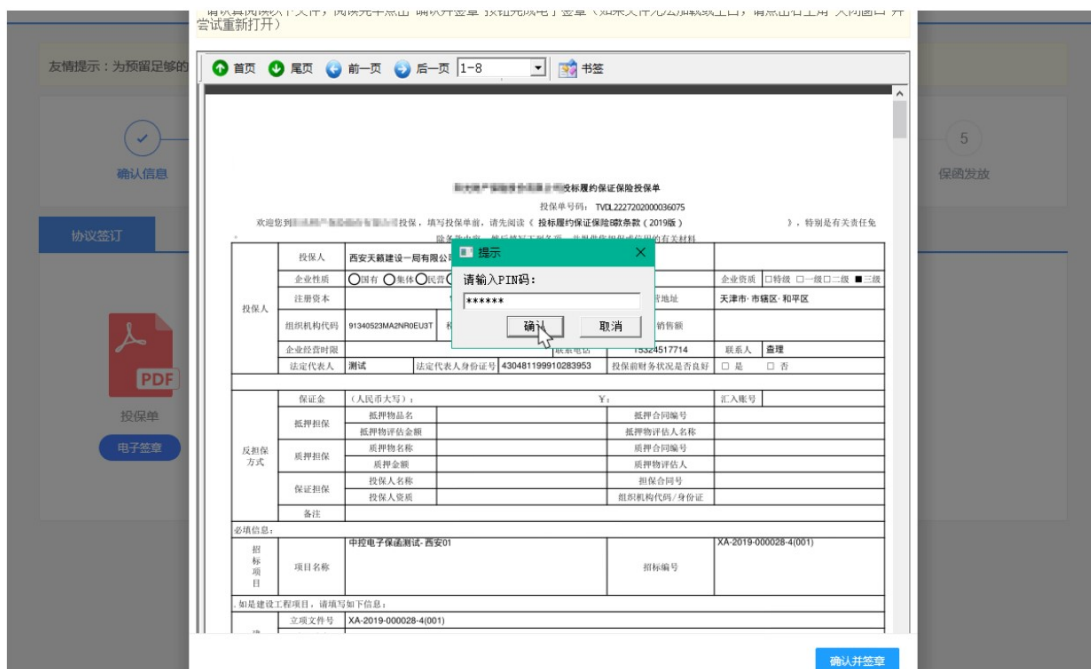 尝试重新打开）
友情提示：为预留足够的
首页 尾页 前一页 后一页 1-8 书签
确认信息
5
保函发放
协议签订
投标履约保证保险投保单
投保单号码： TVDL2227202000036075
欢迎您到 投保，填写投保单前，请先阅读《 投标履约保证保险B款条款（2019版） 》，特别是有关责任免
提示
请输入PIN码：
******
确认 取消
投保人 西安天籁建设一局有限公
投保人
企业性质 国有 集体 民营 企业资质 □特级 □一级□二级 ■三级
注册资本 天津市· 市辖区· 和平区
组织机构代码 91340523MA2NR0EU3T 销售额
企业经营时限 联系电话 15324517714 联系人 查理
法定代表人 测试 法定代表人身份证号 430481199910283953 投保前财务状况是否良好 □ 是 □ 否
反担保方式
保证金 （人民币大写）： ￥： 汇入账号
抵押担保 抵押物品名 抵押合同编号
抵押物评估金额 抵押物评估人名称
质押担保 质押物名称 质押合同编号
质押金额 质押物评估人
保证担保 投保人名称 担保合同号
投保人资质 组织机构代码/身份证
备注
PDF
投保单
电子签章
必填信息：
招标项目 项目名称 中控电子保函测试- 西安01 招标编号 XA-2019-000028-4(001)
. 如是建设工程项目，请填写如下信息：
立项文件号 XA-2019-000028-4(001)
确认并签章